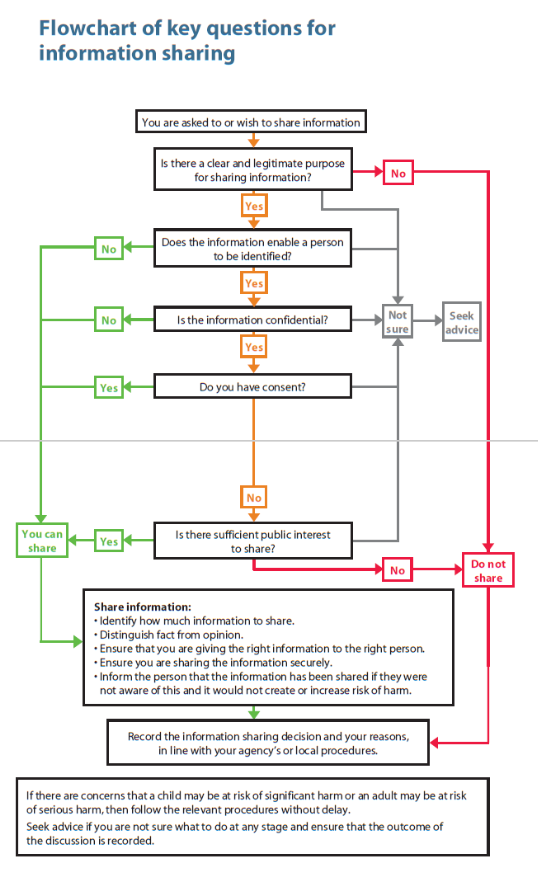 Flowchart of key questions for
information sharing
You are asked to or wish to share information
Is there a clear and legitimate purpose
for sharing information?
No
Yes
Does the information enable a person
to be identified?
No
Yes
Is the information confidential?
No
Not
sure
Seek
advice
Yes
Do you have consent?
Yes
No
Is there sufficient public interest
to share?
Yes
You can
share
No
Do not
share
Share information:
• Identify how much information to share.
• Distinguish fact from opinion.
• Ensure that you are giving the right information to the right person.
• Ensure you are sharing the information securely.
• Inform the person that the information has been shared if they were
not aware of this and it would not create or increase risk of harm.
Record the information sharing decision and your reasons,
in line with your agency's or local procedures.
If there are concerns that a child may be at risk of significant harm or an adult may be at risk
of serious harm, then follow the relevant procedures without delay.
Seek advice if you are not sure what to do at any stage and ensure that the outcome of
the discussion is recorded.